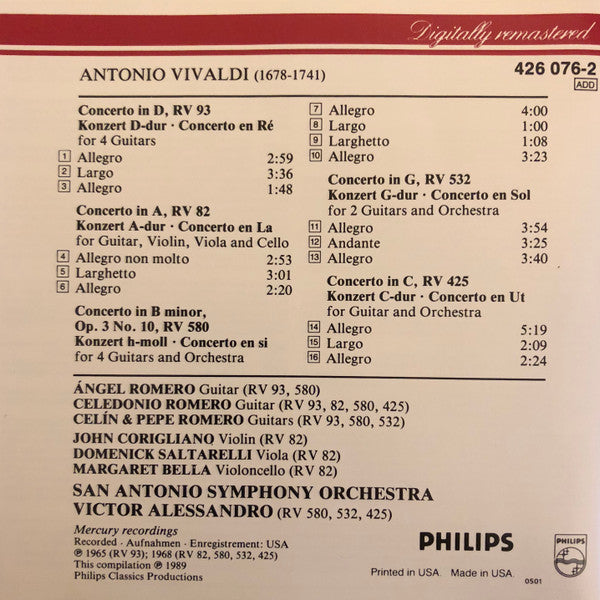 Digitally remastered
ANTONIO VIVALDI (1678-1741)
426 076-2
ADD
Concerto in D, RV 93
Konzert D-dur · Concerto en Ré
for 4 Guitars
1 Allegro 2:59
2 Largo 3:36
3 Allegro 1:48
Concerto in A, RV 82
Konzert A-dur · Concerto en La
for Guitar, Violin, Viola and Cello
4 Allegro non molto 2:53
5 Larghetto 3:01
6 Allegro 2:20
Concerto in B minor,
Op. 3 No. 10, RV 580
Konzert h-moll · Concerto en si
for 4 Guitars and Orchestra
7 Allegro 4:00
8 Largo 1:00
9 Larghetto 1:08
10 Allegro 3:23
Concerto in G, RV 532
Konzert G-dur · Concerto en Sol
for 2 Guitars and Orchestra
11 Allegro 3:54
12 Andante 3:25
13 Allegro 3:40
Concerto in C, RV 425
Konzert C-dur · Concerto en Ut
for Guitar and Orchestra
14 Allegro 5:19
15 Largo 2:09
16 Allegro 2:24
ÁNGEL ROMERO Guitar (RV 93, 580)
CELEDONIO ROMERO Guitar (RV 93, 82, 580, 425)
CELÍN & PEPE ROMERO Guitars (RV 93, 580, 532)
JOHN CORIGLIANO Violin (RV 82)
DOMENICK SALTARELLI Viola (RV 82)
MARGARET BELLA Violoncello (RV 82)
SAN ANTONIO SYMPHONY ORCHESTRA
VICTOR ALESSANDRO (RV 580, 532, 425)
Mercury recordings
Recorded · Aufnahmen · Enregistrement: USA
℗ 1965 (RV 93); 1968 (RV 82, 580, 532, 425)
This compilation ℗ 1989
Philips Classics Productions
PHILIPS
PHILIPS
Printed in USA. Made in USA.
0501